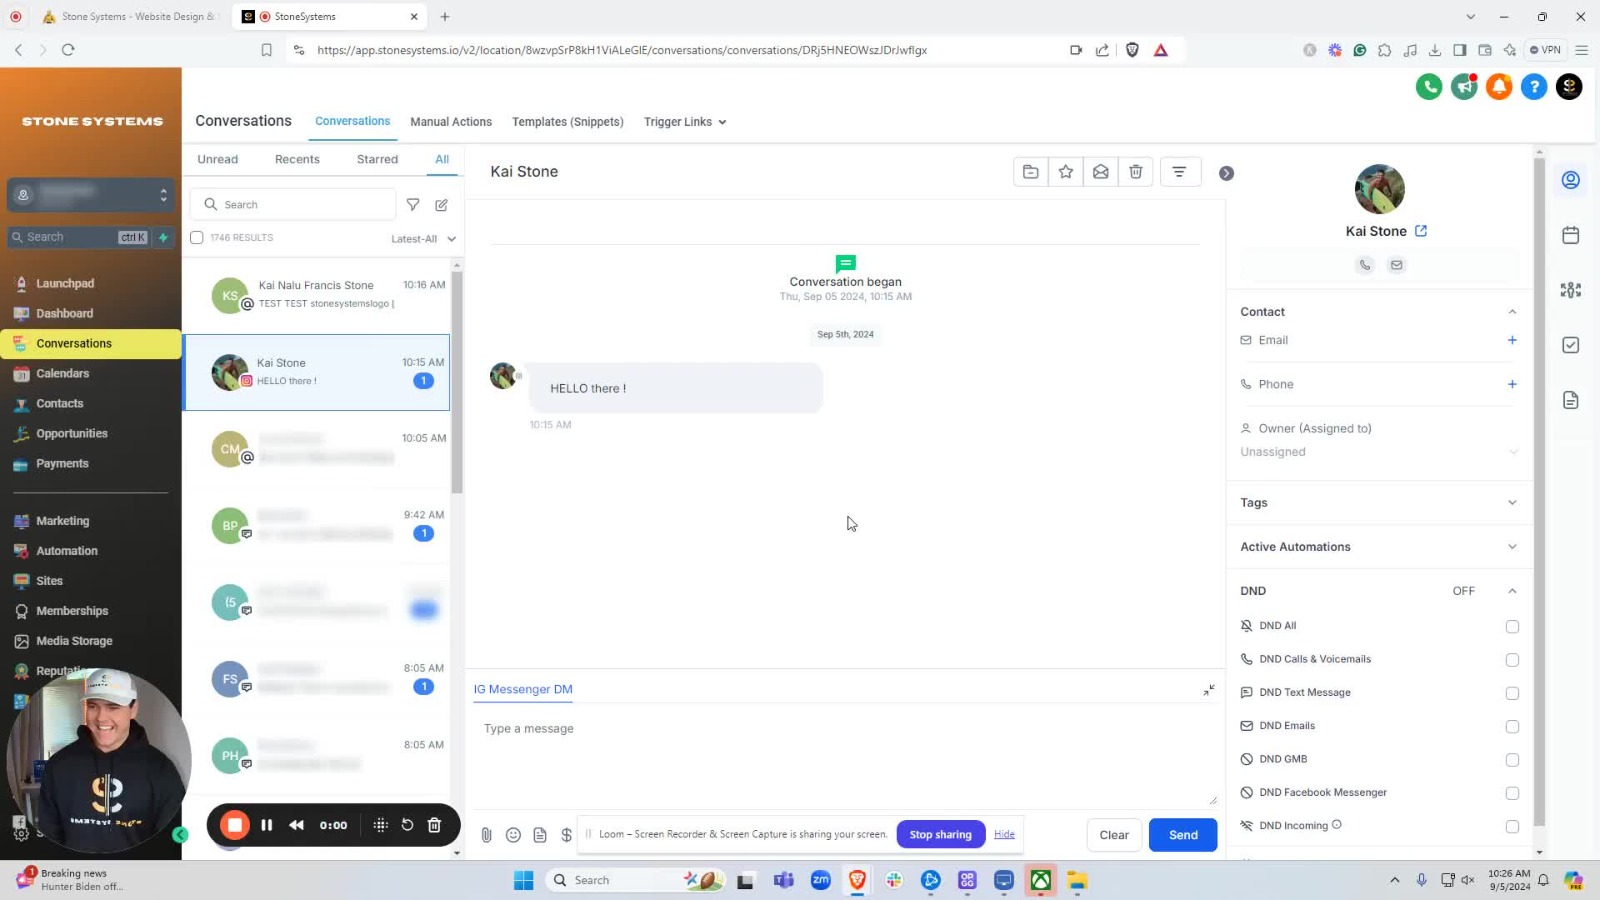 Stone Systems - Website Design &
StoneSystems
https://app.stonesystems.io/v2/location/8wzvpSrP8kH1ViALeGlE/conversations/conversations/DRj5HNEOWszJDrJwflgx
VPN
STONE SYSTEMS
Search
ctrl K
Launchpad
Dashboard
Conversations
Calendars
Contacts
Opportunities
Payments
Marketing
Automation
Sites
Memberships
Media Storage
Conversations
Conversations
Manual Actions
Templates (Snippets)
Trigger Links
Unread
Recents
Starred
All
Search
1746 RESULTS
Latest-All
KS
Kai Nalu Francis Stone
10:16 AM
TEST TEST stonesystemslogo [
Kai Stone
10:15 AM
HELLO there !
1
CM
10:05 AM
BP
9:42 AM
1
(5
FS
8:05 AM
1
PH
8:05 AM
0:00
Kai Stone
Conversation began
Thu, Sep 05 2024, 10:15 AM
Sep 5th, 2024
HELLO there !
10:15 AM
IG Messenger DM
Type a message
Loom – Screen Recorder & Screen Capture is sharing your screen.
Stop sharing
Hide
Clear
Send
Kai Stone
Contact
Email
Phone
Owner (Assigned to)
Unassigned
Tags
Active Automations
DND
OFF
DND All
DND Calls & Voicemails
DND Text Message
DND Emails
DND GMB
DND Facebook Messenger
DND Incoming
1
Breaking news
Hunter Biden off...
Search
10:26 AM
9/5/2024